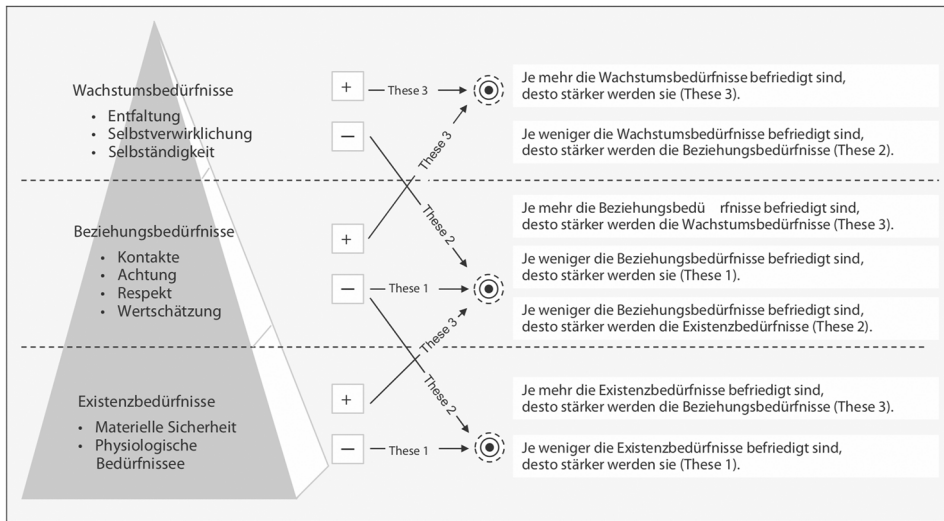 Wachstumsbedürfnisse
• Entfaltung
• Selbstverwirklichung
• Selbständigkeit
+
These 3
−
These 3
These 2
Je mehr die Wachstumsbedürfnisse befriedigt sind,
desto stärker werden sie (These 3).
Je weniger die Wachstumsbedürfnisse befriedigt sind,
desto stärker werden die Beziehungsbedürfnisse (These 2).
Beziehungsbedürfnisse
• Kontakte
• Achtung
• Respekt
• Wertschätzung
+
−
These 1
These 3
These 2
Je mehr die Beziehungsbedü rfnisse befriedigt sind,
desto stärker werden die Wachstumsbedürfnisse (These 3).
Je weniger die Beziehungsbedürfnisse befriedigt sind,
desto stärker werden sie (These 1).
Je weniger die Beziehungsbedürfnisse befriedigt sind,
desto stärker werden die Existenzbedürfnisse (These 2).
Existenzbedürfnisse
• Materielle Sicherheit
• Physiologische
Bedürfnissee
+
−
These 1
Je mehr die Existenzbedürfnisse befriedigt sind,
desto stärker werden die Beziehungsbedürfnisse (These 3).
Je weniger die Existenzbedürfnisse befriedigt sind,
desto stärker werden sie (These 1).